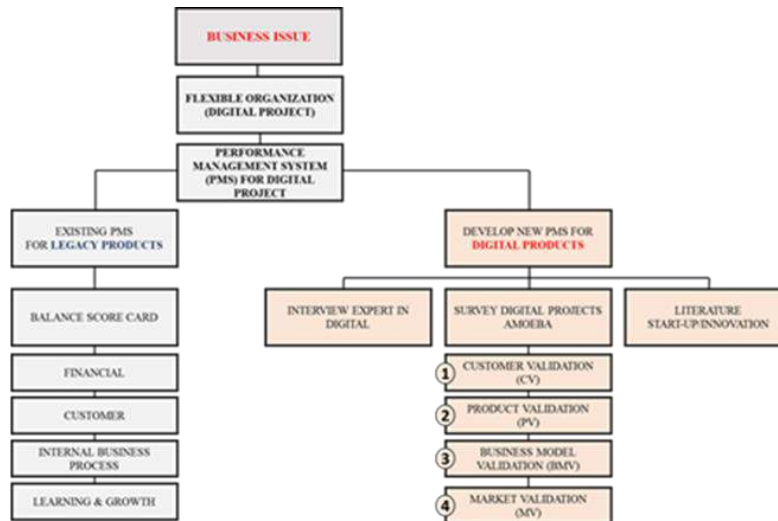 BUSINESS ISSUE
FLEXIBLE ORGANIZATION
(DIGITAL PROJECT)
PERFORMANCE
MANAGEMENT SYSTEM
(PMS) FOR DIGITAL
PROJECT
EXISTING PMS
FOR LEGACY PRODUCTS
BALANCE SCORE CARD
FINANCIAL
CUSTOMER
INTERNAL BUSINESS
PROCESS
LEARNING & GROWTH
DEVELOP NEW PMS FOR
DIGITAL PRODUCTS
INTERVIEW EXPERT IN
DIGITAL
SURVEY DIGITAL PROJECTS
AMOEBA
LITERATURE
START-UP/INNOVATION
1 CUSTOMER VALIDATION
(CV)
2 PRODUCT VALIDATION
(PV)
3 BUSINESS MODEL
VALIDATION (BMV)
4 MARKET VALIDATION
(MV)